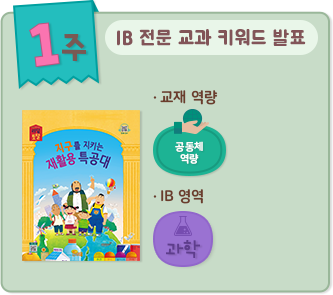 1주
IB 전문 교과 키워드 발표
· 교재 역량
공동체
역량
지구를 지키는
재활용 특공대
· IB 영역
과학